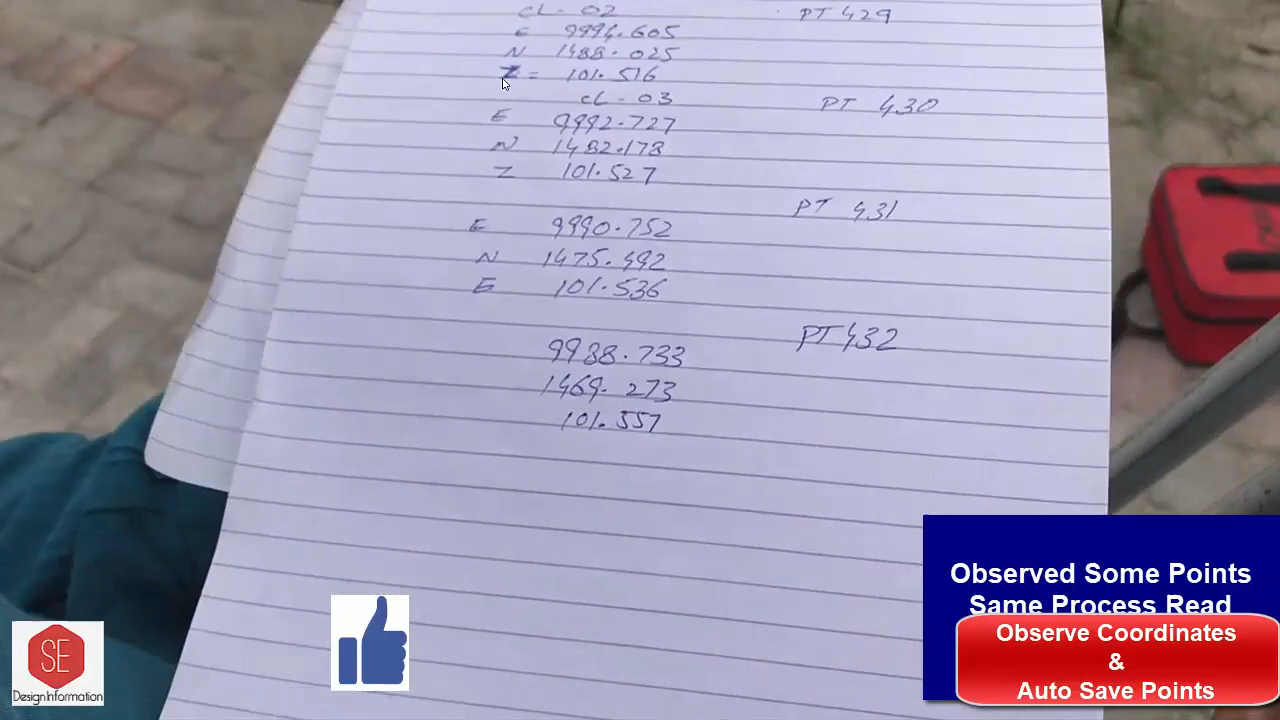 CL - 02 PT 429
E 9994.605
N 1488.025
Z = 101.516
CL - 03 PT 430
E 9992.727
N 1482.178
Z 101.527
PT 431
E 9990.752
N 1475.492
E 101.536
PT 432
9988.733
1469.273
101.557
Observed Some Points
Same Process Read
Observe Coordinates
&
Auto Save Points
SE
Design Information